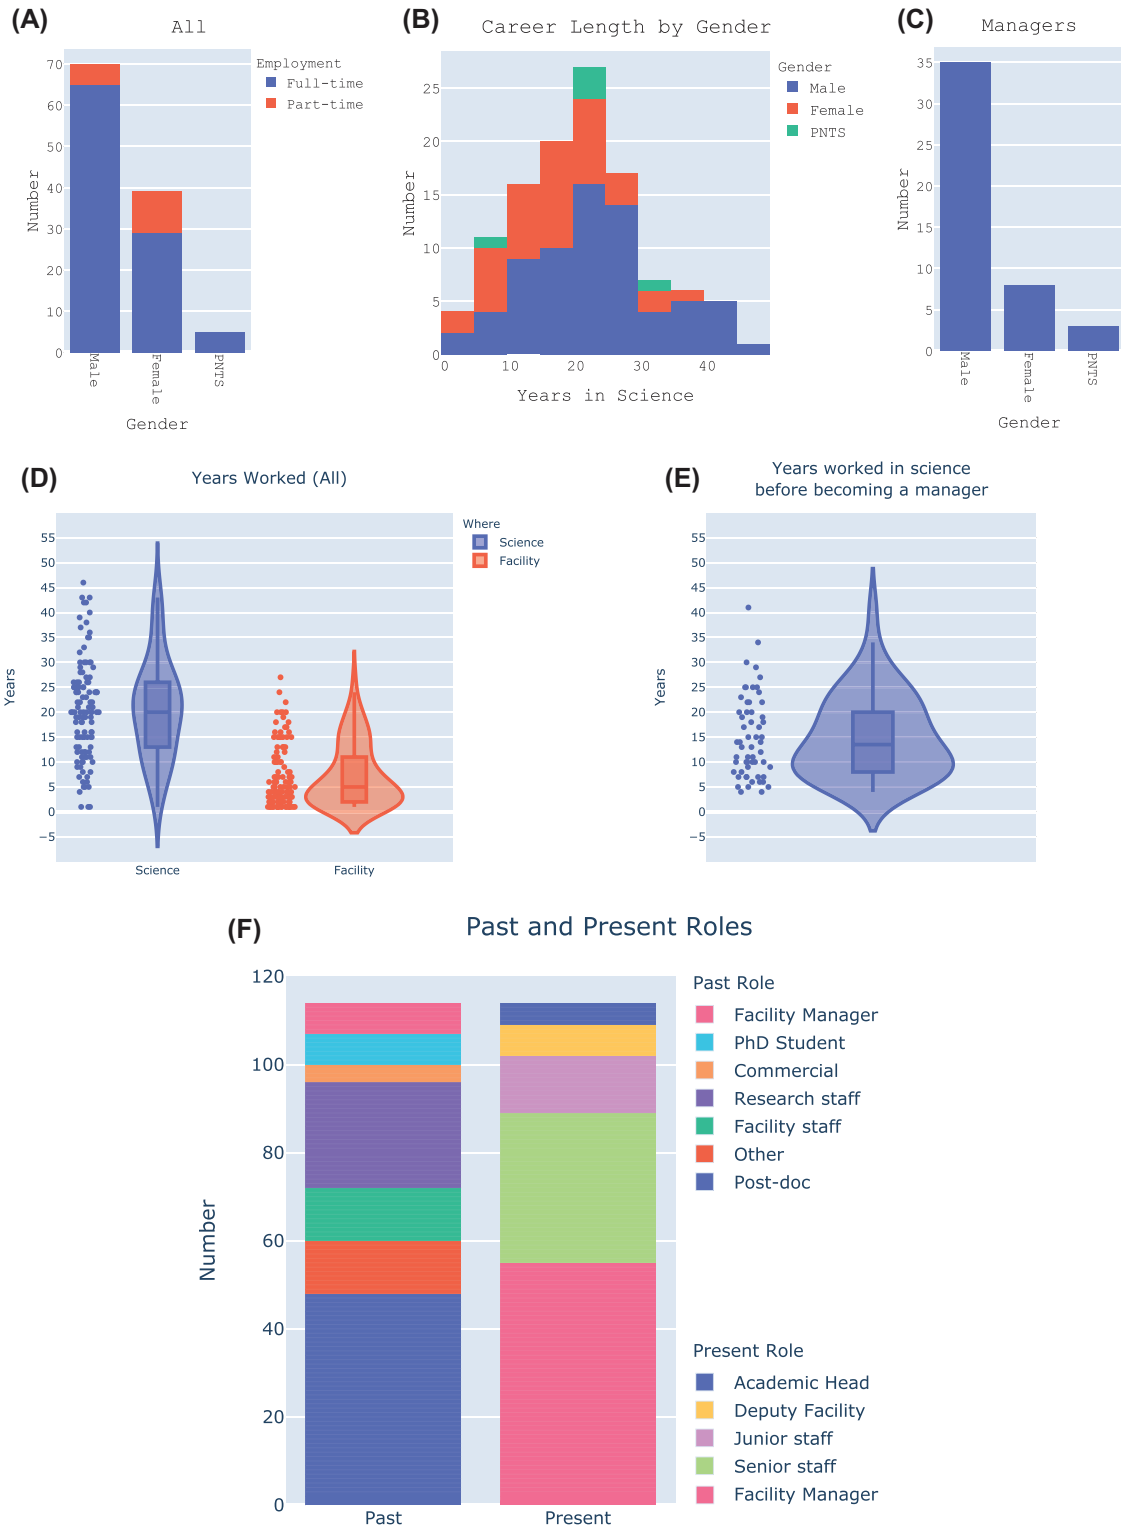 (A)
All
Number
70
60
50
40
30
20
10
0
Male
Female
PNTS
Gender
Employment
Full-time
Part-time
(B)
Career Length by Gender
Number
25
20
15
10
5
0
0 10 20 30 40
Years in Science
Gender
Male
Female
PNTS
(C)
Managers
Number
35
30
25
20
15
10
5
0
Male
Female
PNTS
Gender
(D)
Years Worked (All)
Years
55
50
45
40
35
30
25
20
15
10
5
0
−5
Science Facility
Where
Science
Facility
(E)
Years worked in science
before becoming a manager
Years
55
50
45
40
35
30
25
20
15
10
5
0
−5
(F)
Past and Present Roles
Number
120
100
80
60
40
20
0
Past Present
Past Role
Facility Manager
PhD Student
Commercial
Research staff
Facility staff
Other
Post-doc
Present Role
Academic Head
Deputy Facility
Junior staff
Senior staff
Facility Manager